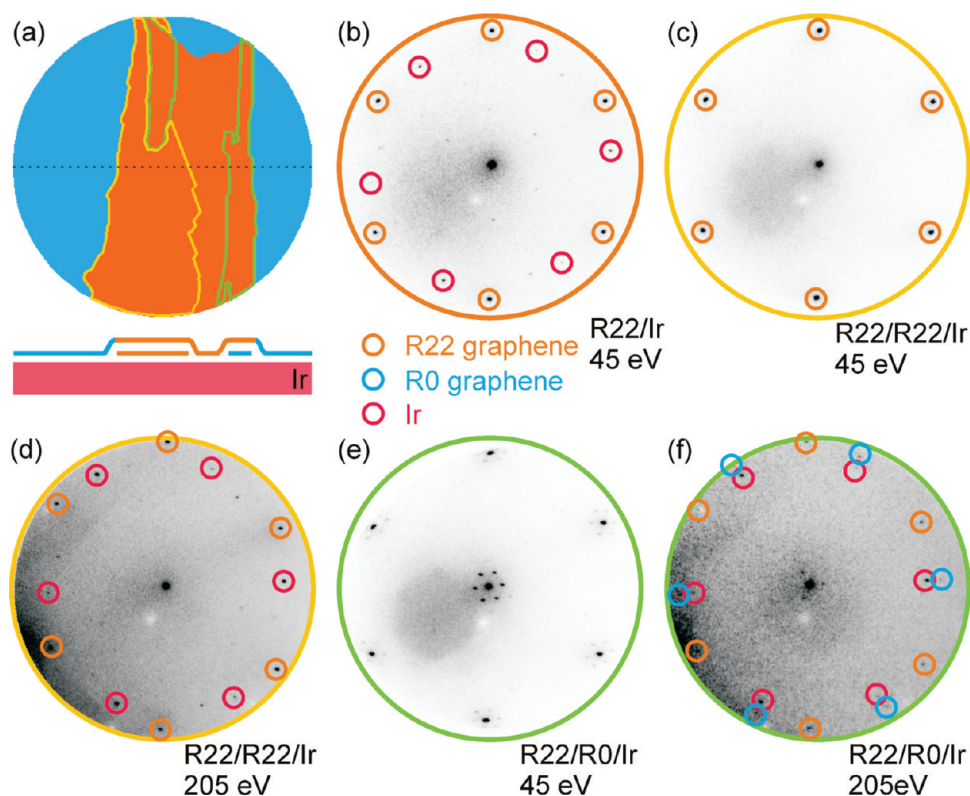 (a)
(b)
(c)
Ir
R22/Ir
45 eV
R22/R22/Ir
45 eV
R22 graphene
R0 graphene
Ir
(d)
(e)
(f)
R22/R22/Ir
205 eV
R22/R0/Ir
45 eV
R22/R0/Ir
205eV